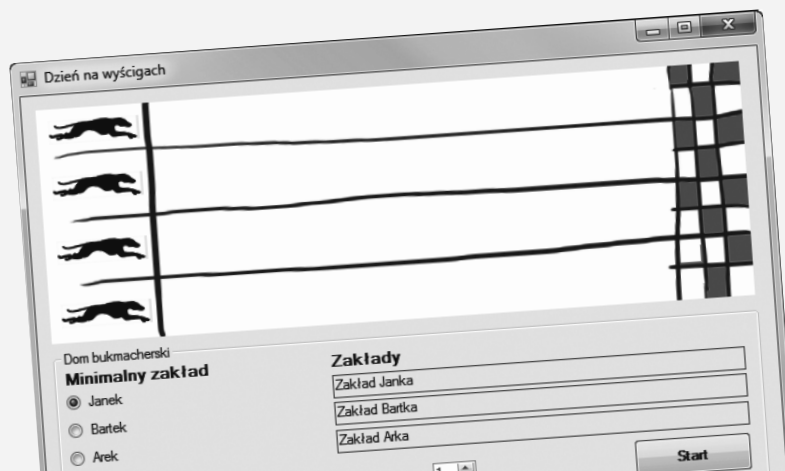 Dzień na wyścigach
Dom bukmacherski
Minimalny zakład
Janek
Bartek
Arek
Zakłady
Zakład Janka
Zakład Bartka
Zakład Arka
Start